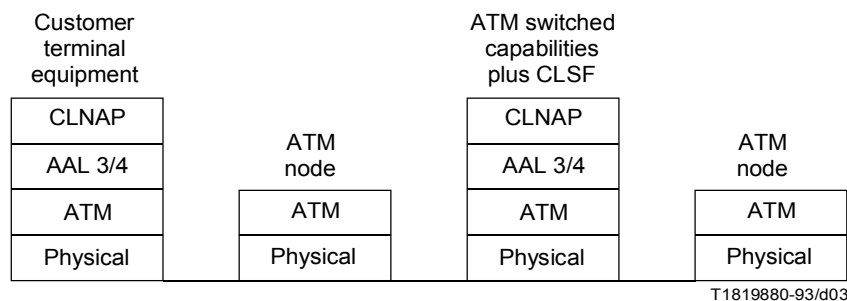 Customer
terminal
equipment
CLNAP
AAL 3/4
ATM
Physical
ATM
node
ATM
Physical
ATM switched
capabilities
plus CLSF
CLNAP
AAL 3/4
ATM
Physical
ATM
node
ATM
Physical
T1819880-93/d03